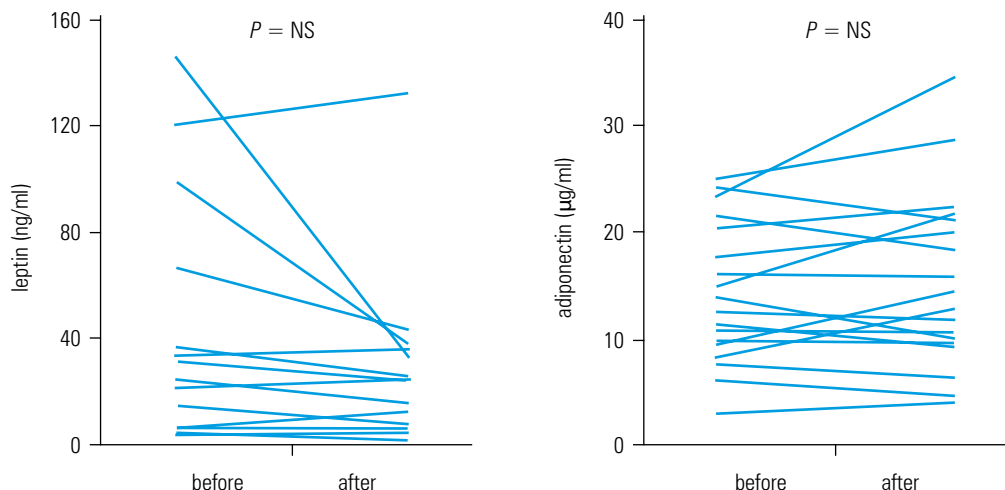 P = NS
160
120
80
40
0
leptin (ng/ml)
before after
P = NS
40
30
20
10
0
adiponectin (μg/ml)
before after